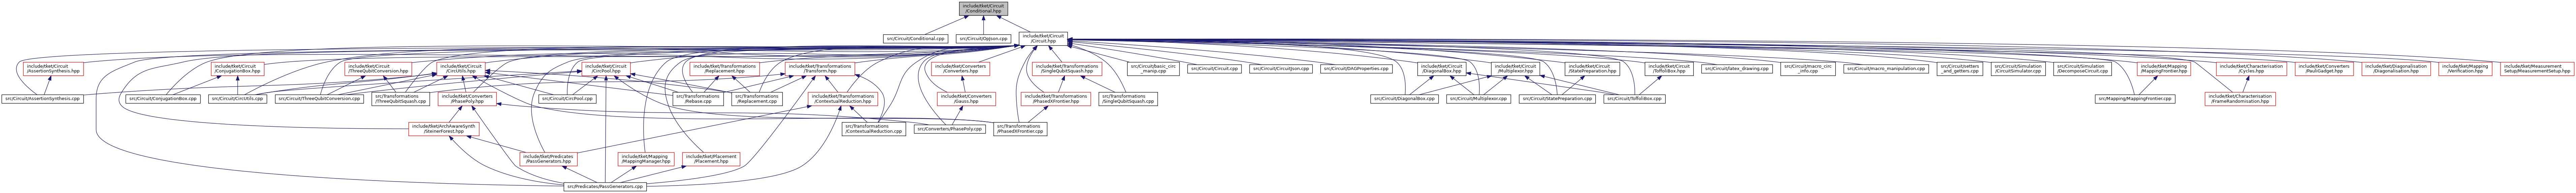 include/tket/Circuit
/Conditional.hpp
src/Circuit/Conditional.cpp
src/Circuit/OpJson.cpp
include/tket/Circuit
/Circuit.hpp
include/tket/Circuit
/AssertionSynthesis.hpp
include/tket/Circuit
/ConjugationBox.hpp
include/tket/Circuit
/ThreeQubitConversion.hpp
include/tket/Circuit
/CircUtils.hpp
include/tket/Circuit
/CircPool.hpp
include/tket/Transformations
/Replacement.hpp
include/tket/Transformations
/Transform.hpp
include/tket/Converters
/Converters.hpp
include/tket/Transformations
/SingleQubitSquash.hpp
src/Circuit/basic_circ
_manip.cpp
src/Circuit/Circuit.cpp
src/Circuit/CircuitJson.cpp
src/Circuit/DAGProperties.cpp
include/tket/Circuit
/DiagonalBox.hpp
include/tket/Circuit
/Multiplexor.hpp
include/tket/Circuit
/StatePreparation.hpp
include/tket/Circuit
/ToffoliBox.hpp
src/Circuit/latex_drawing.cpp
src/Circuit/macro_circ
_info.cpp
src/Circuit/macro_manipulation.cpp
src/Circuit/setters
_and_getters.cpp
src/Circuit/Simulation
/CircuitSimulator.cpp
src/Circuit/Simulation
/DecomposeCircuit.cpp
include/tket/Mapping
/MappingFrontier.hpp
include/tket/Characterisation
/Cycles.hpp
include/tket/Converters
/PauliGadget.hpp
include/tket/Diagonalisation
/Diagonalisation.hpp
include/tket/Mapping
/Verification.hpp
include/tket/Measurement
Setup/MeasurementSetup.hpp
src/Circuit/AssertionSynthesis.cpp
src/Circuit/ConjugationBox.cpp
src/Circuit/CircUtils.cpp
src/Circuit/ThreeQubitConversion.cpp
src/Transformations
/ThreeQubitSquash.cpp
include/tket/Converters
/PhasePoly.hpp
src/Circuit/CircPool.cpp
src/Transformations
/Rebase.cpp
src/Transformations
/Replacement.cpp
include/tket/Transformations
/ContextualReduction.hpp
include/tket/Converters
/Gauss.hpp
include/tket/Transformations
/PhasedXFrontier.hpp
src/Transformations
/SingleQubitSquash.cpp
src/Circuit/DiagonalBox.cpp
src/Circuit/Multiplexor.cpp
src/Circuit/StatePreparation.cpp
src/Circuit/ToffoliBox.cpp
src/Mapping/MappingFrontier.cpp
include/tket/Characterisation
/FrameRandomisation.hpp
include/tket/ArchAwareSynth
/SteinerForest.hpp
src/Transformations
/ContextualReduction.cpp
src/Converters/PhasePoly.cpp
src/Transformations
/PhasedXFrontier.cpp
include/tket/Predicates
/PassGenerators.hpp
include/tket/Mapping
/MappingManager.hpp
include/tket/Placement
/Placement.hpp
src/Predicates/PassGenerators.cpp